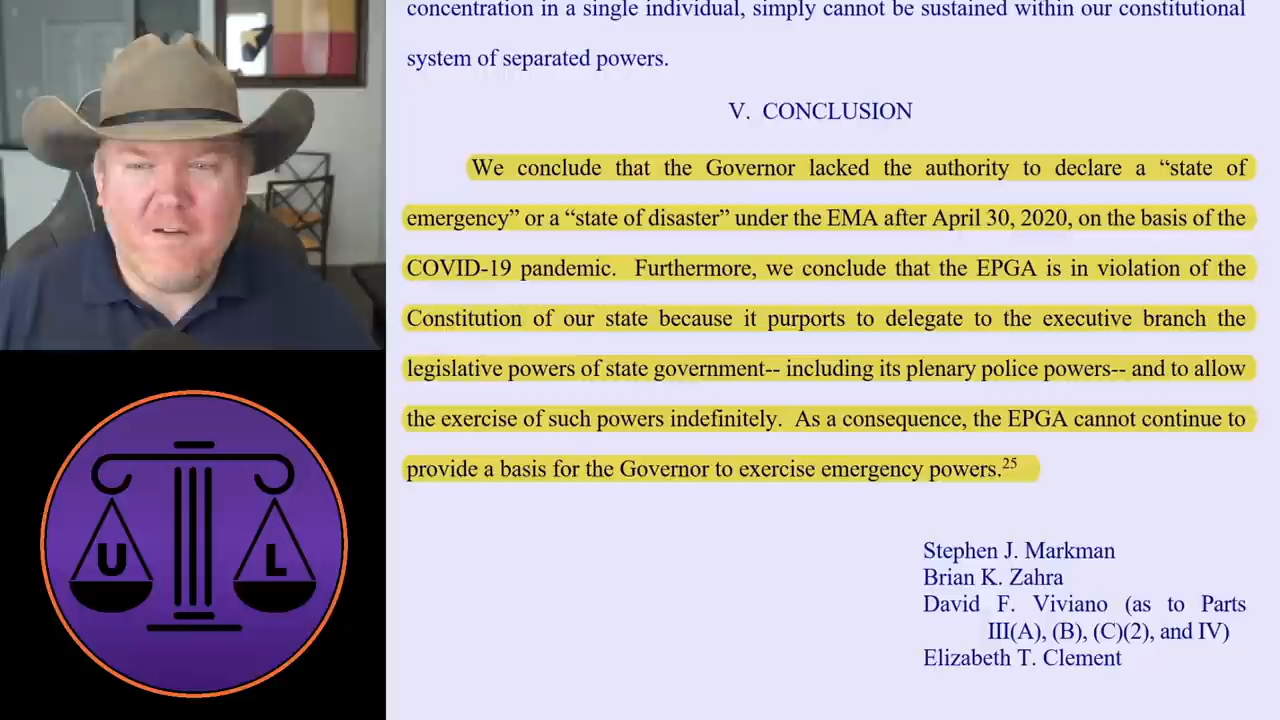 concentration in a single individual, simply cannot be sustained within our constitutional
system of separated powers.
V. CONCLUSION
We conclude that the Governor lacked the authority to declare a “state of
emergency” or a “state of disaster” under the EMA after April 30, 2020, on the basis of the
COVID-19 pandemic. Furthermore, we conclude that the EPGA is in violation of the
Constitution of our state because it purports to delegate to the executive branch the
legislative powers of state government-- including its plenary police powers-- and to allow
the exercise of such powers indefinitely. As a consequence, the EPGA cannot continue to
provide a basis for the Governor to exercise emergency powers.25
Stephen J. Markman
Brian K. Zahra
David F. Viviano (as to Parts
III(A), (B), (C)(2), and IV)
Elizabeth T. Clement
U L